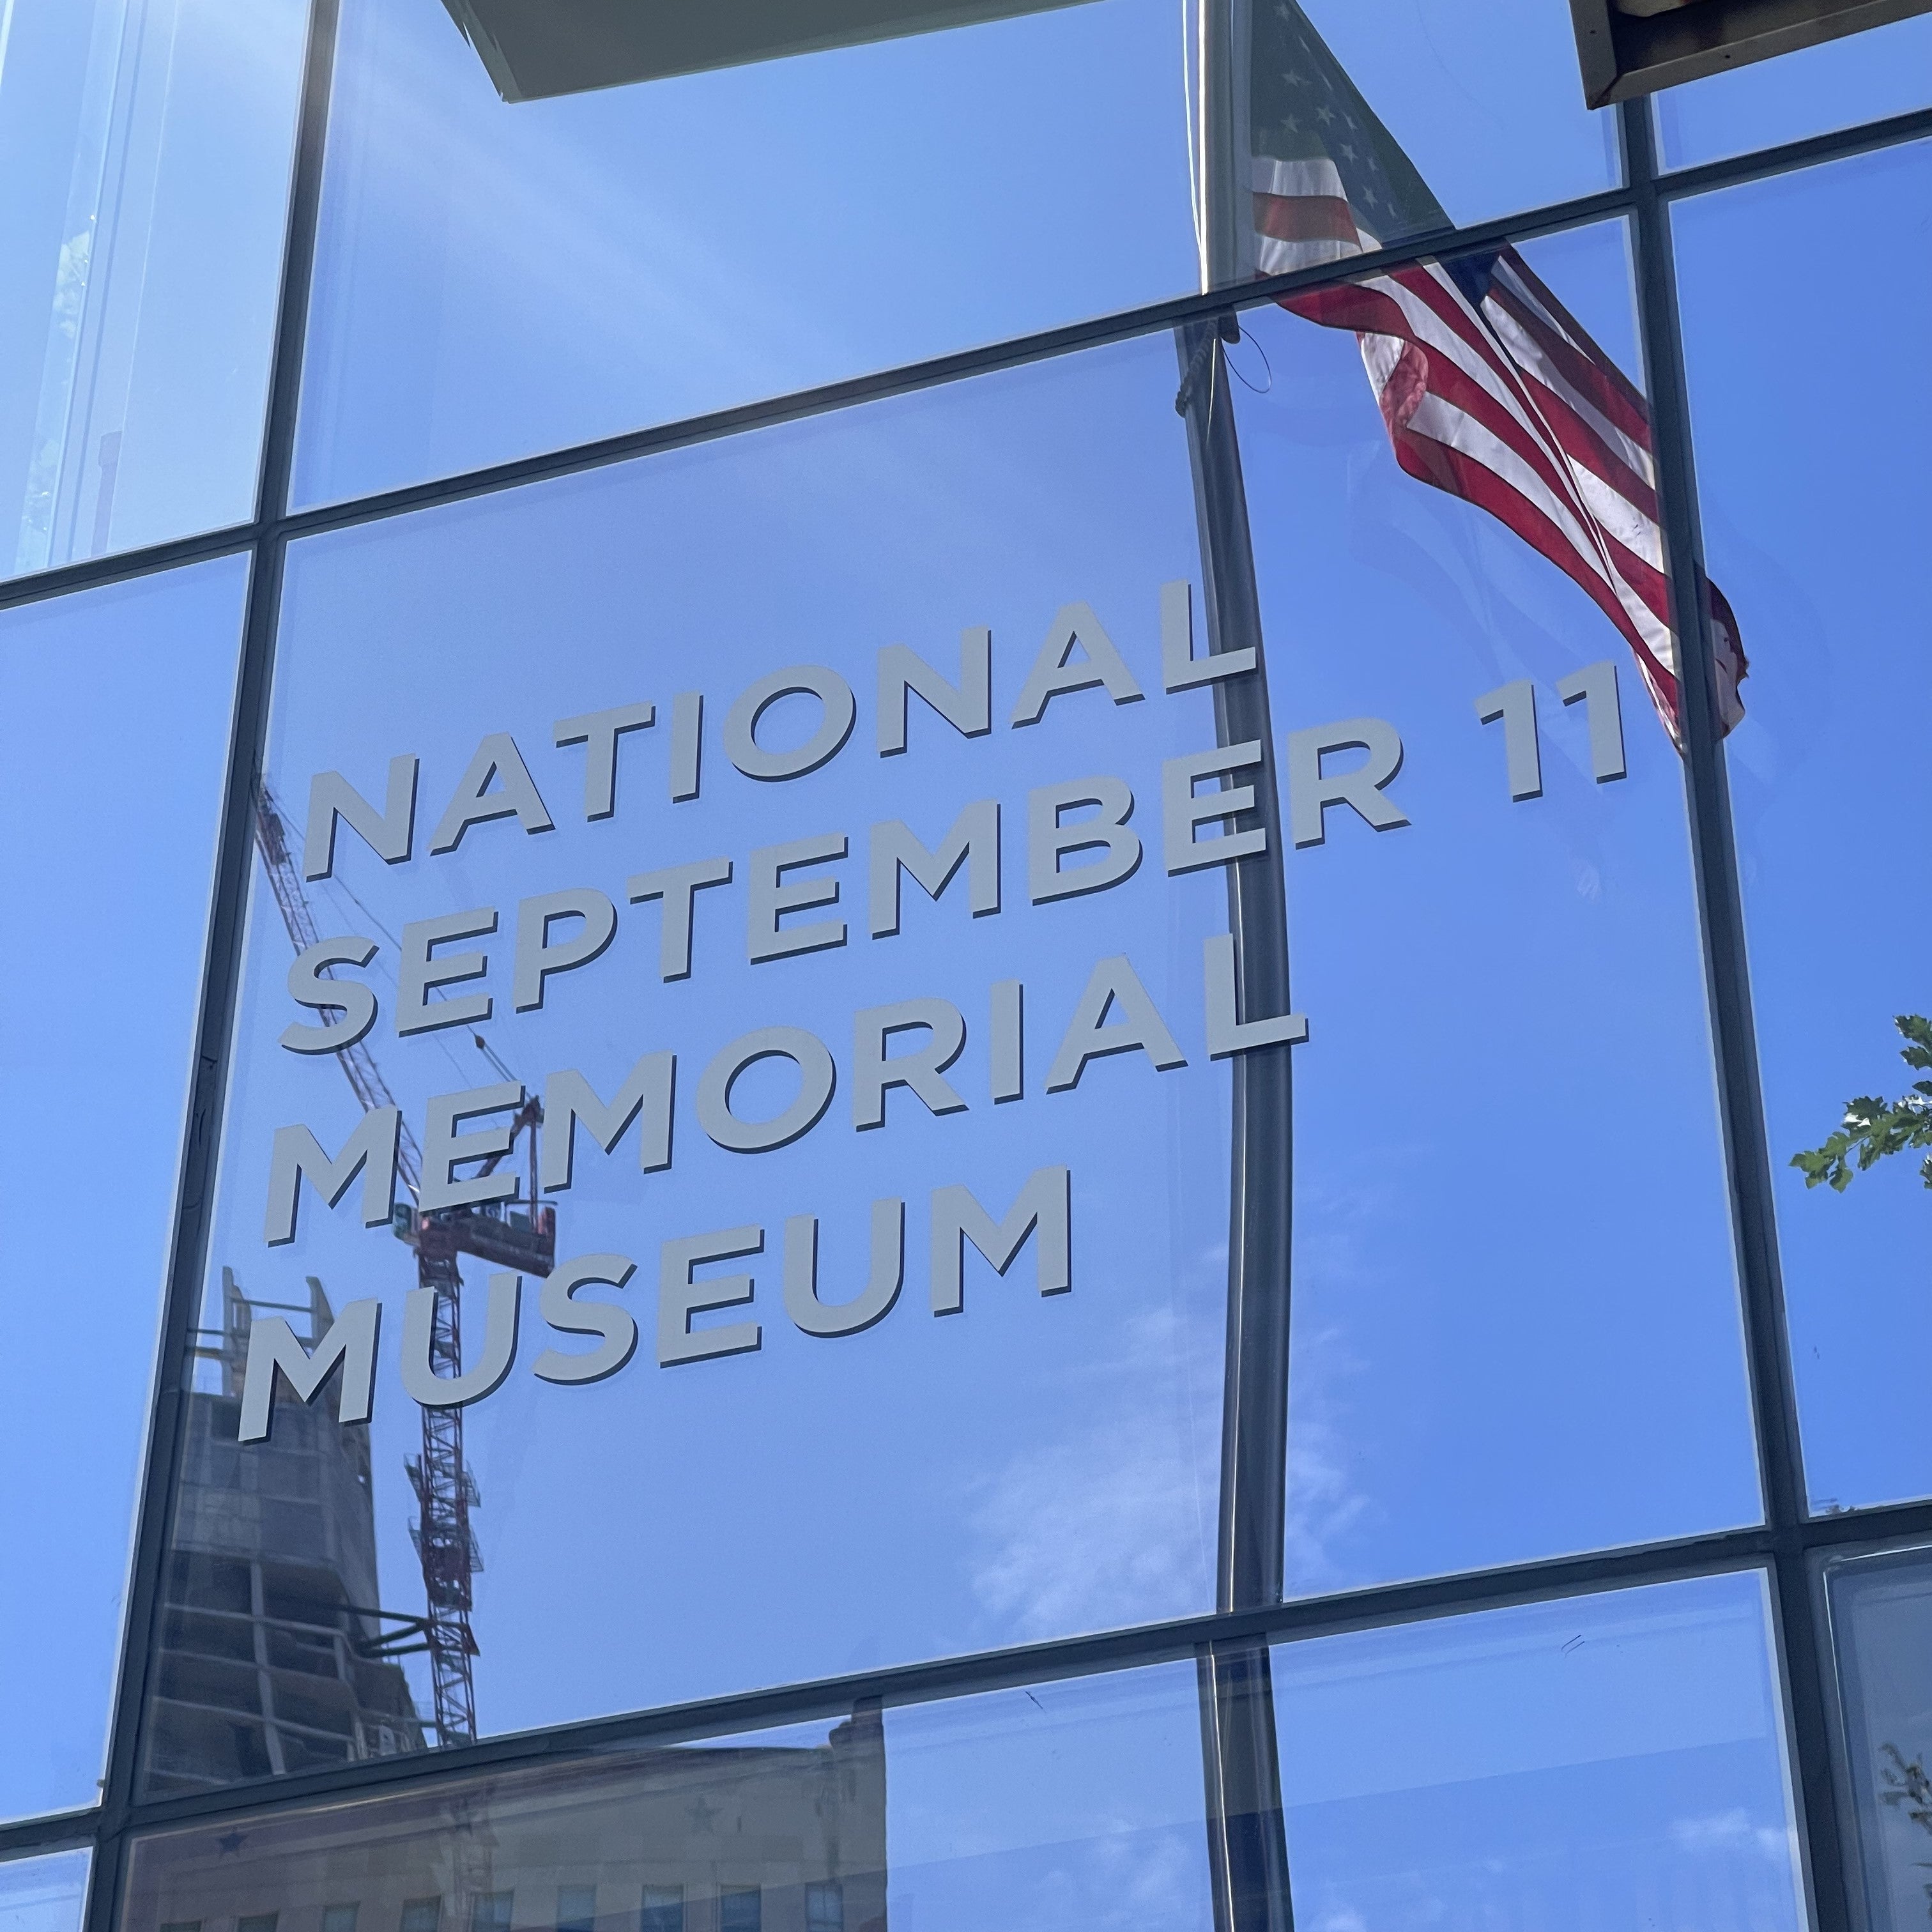 NATIONAL
SEPTEMBER 11
MEMORIAL
MUSEUM